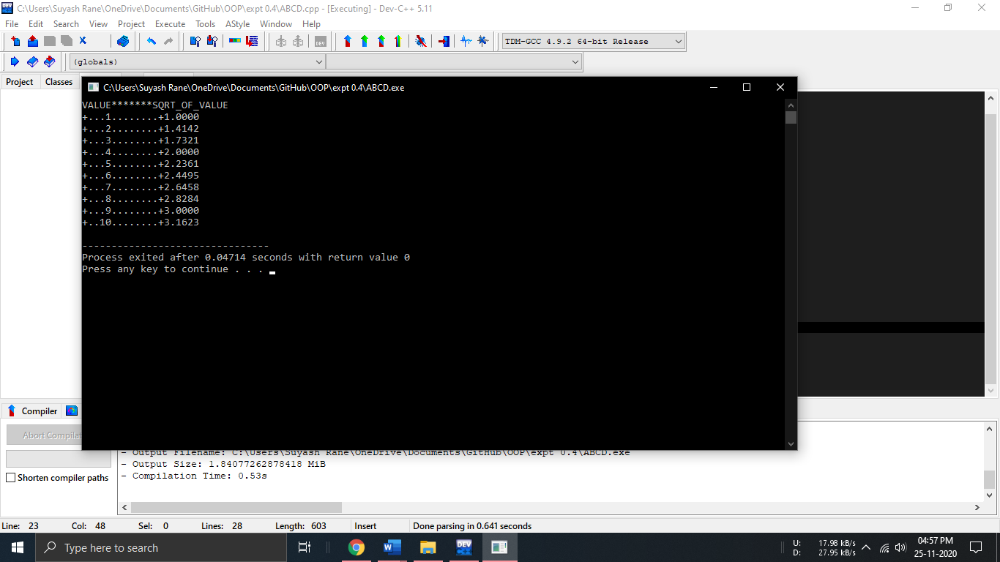 C:\Users\Suyash Rane\OneDrive\Documents\GitHub\OOP\expt 0.4\ABCD.cpp - [Executing] - Dev-C++ 5.11
File Edit Search View Project Execute Tools AStyle Window Help
TDM-GCC 4.9.2 64-bit Release
(globals)
Project Classes
C:\Users\Suyash Rane\OneDrive\Documents\GitHub\OOP\expt 0.4\ABCD.exe
VALUE*******SQRT_OF_VALUE
+...1........+1.0000
+...2........+1.4142
+...3........+1.7321
+...4........+2.0000
+...5........+2.2361
+...6........+2.4495
+...7........+2.6458
+...8........+2.8284
+...9........+3.0000
+..10........+3.1623
--------------------------------
Process exited after 0.04714 seconds with return value 0
Press any key to continue . . .
Compiler
Abort Compilat
- Output Filename: C:\Users\Suyash Rane\OneDrive\Documents\GitHub\OOP\expt 0.4\ABCD.exe
- Output Size: 1.84077262878418 MiB
- Compilation Time: 0.53s
Shorten compiler paths
Line: 23 Col: 48 Sel: 0 Lines: 28 Length: 603 Insert Done parsing in 0.641 seconds
Type here to search
U: 17.98 kB/s
D: 27.95 kB/s
04:57 PM
25-11-2020